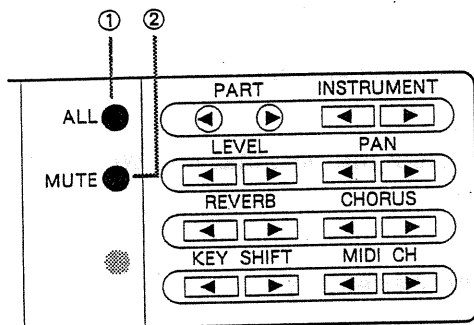 ① ②
PART INSTRUMENT
ALL
LEVEL PAN
MUTE
REVERB CHORUS
KEY SHIFT MIDI CH